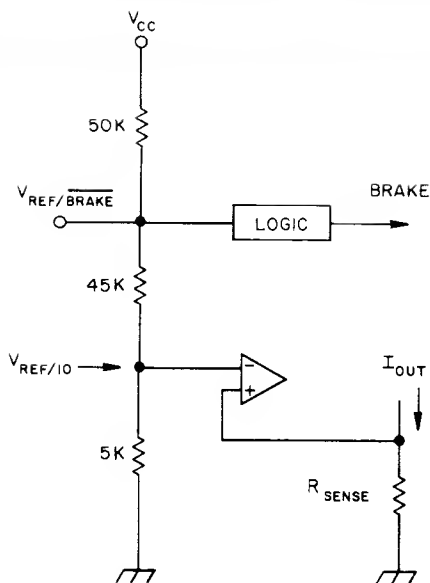 VCC
50K
VREF/BRAKE
LOGIC
BRAKE
45K
VREF/10
-
+
IOUT
5K
RSENSE